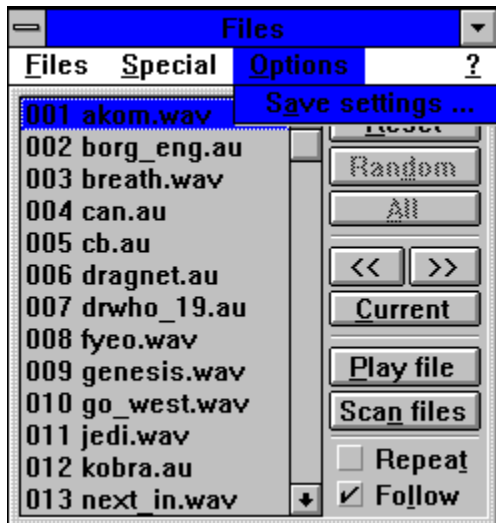 Files
Files Special Options ?
Save settings ...
001 akom.wav
002 borg_eng.au
003 breath.wav
004 can.au
005 cb.au
006 dragnet.au
007 drwho_19.au
008 fyeo.wav
009 genesis.wav
010 go_west.wav
011 jedi.wav
012 kobra.au
013 next_in.wav
Reset
Random
All
<< >>
Current
Play file
Scan files
Repeat
Follow